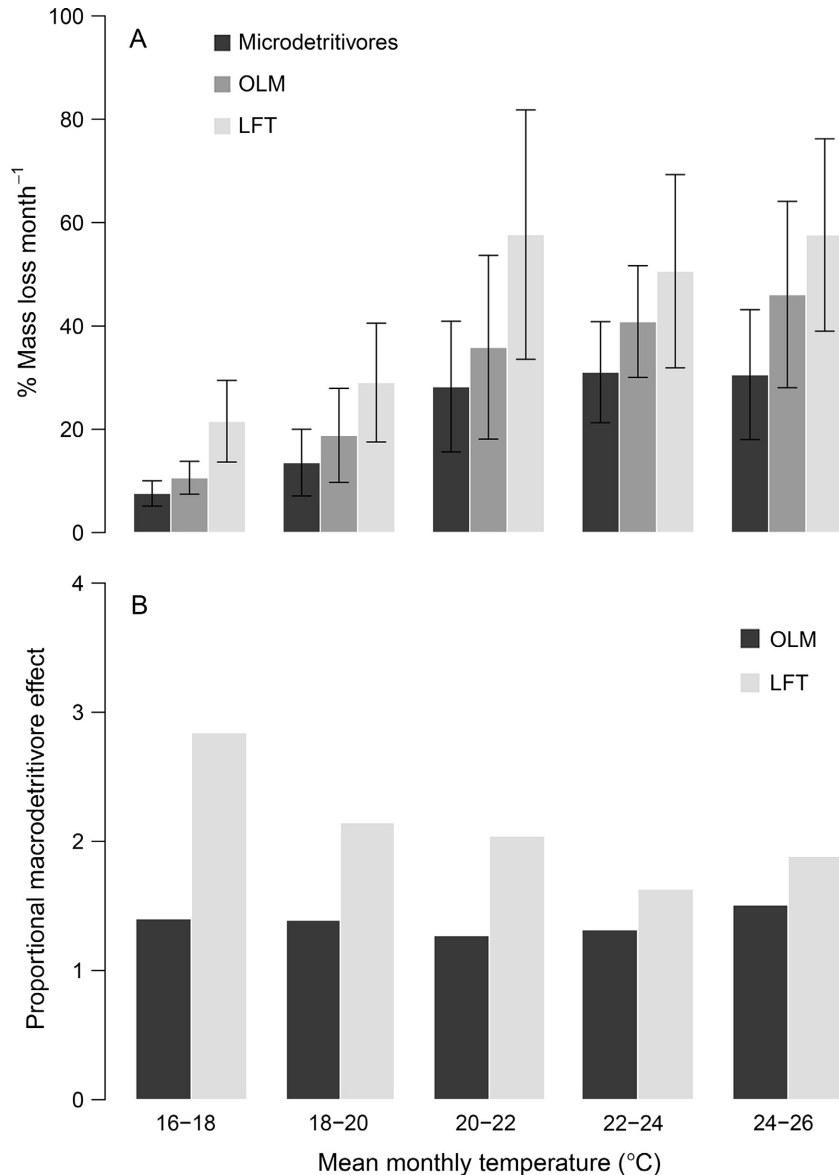 A
Microdetritivores
OLM
LFT
% Mass loss month⁻¹
100
80
60
40
20
0
B
OLM
LFT
Proportional macrodetritivore effect
4
3
2
1
0
16−18 18−20 20−22 22−24 24−26
Mean monthly temperature (°C)